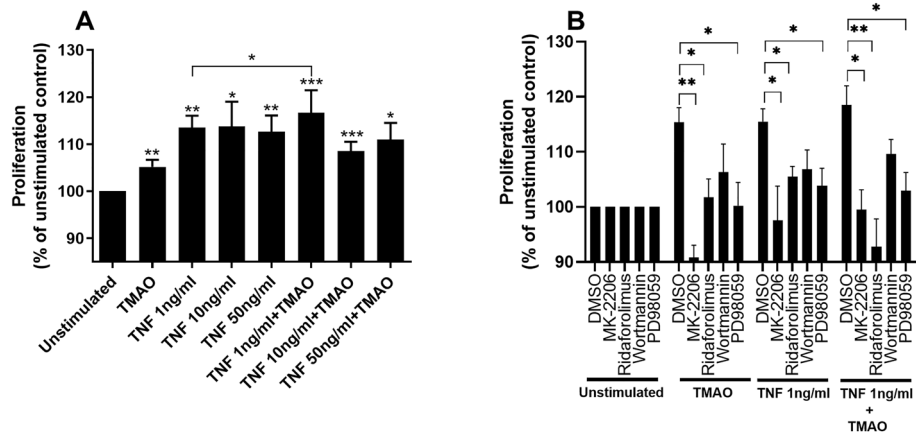 A
Proliferation
(% of unstimulated control)
130
120
110
100
90
*
**
**
*
**
***
***
*
Unstimulated
TMAO
TNF 1ng/ml
TNF 10ng/ml
TNF 50ng/ml
TNF 1ng/ml+TMAO
TNF 10ng/ml+TMAO
TNF 50ng/ml+TMAO
B
Proliferation
(% of unstimulated control)
130
120
110
100
90
*
*
**
*
*
*
*
**
*
DMSO
MK-2206
Ridaforolimus
Wortmannin
PD98059
DMSO
MK-2206
Ridaforolimus
Wortmannin
PD98059
DMSO
MK-2206
Ridaforolimus
Wortmannin
PD98059
DMSO
MK-2206
Ridaforolimus
Wortmannin
PD98059
Unstimulated
TMAO
TNF 1ng/ml
TNF 1ng/ml
+
TMAO